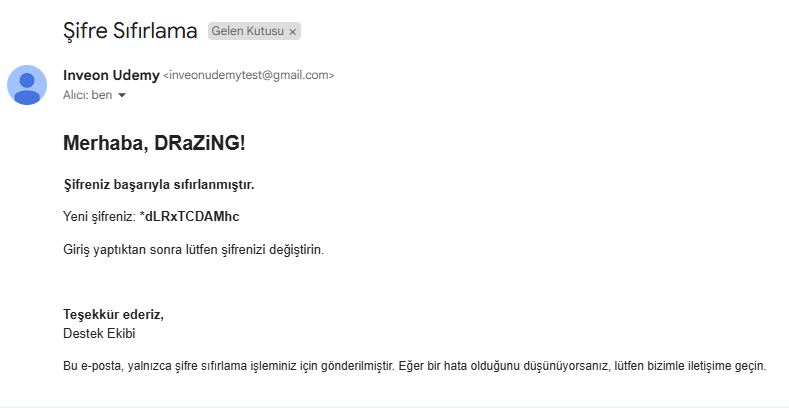 Şifre Sıfırlama Gelen Kutusu ×
Inveon Udemy <inveonudemytest@gmail.com>
Alıcı: ben
Merhaba, DRaZiNG!
Şifreniz başarıyla sıfırlanmıştır.
Yeni şifreniz: *dLRxTCDAMhc
Giriş yaptıktan sonra lütfen şifrenizi değiştirin.
Teşekkür ederiz,
Destek Ekibi
Bu e-posta, yalnızca şifre sıfırlama işleminiz için gönderilmiştir. Eğer bir hata olduğunu düşünüyorsanız, lütfen bizimle iletişime geçin.